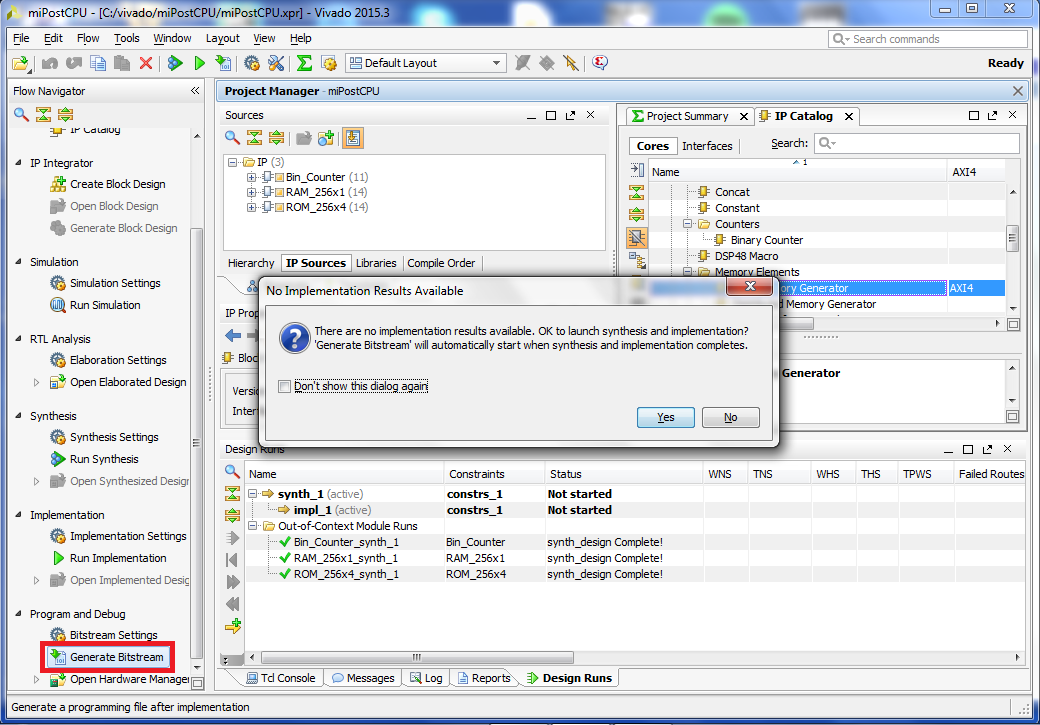 miPostCPU - [C:/vivado/miPostCPU/miPostCPU.xpr] - Vivado 2015.3
File Edit Flow Tools Window Layout View Help
Search commands
Default Layout
Ready
Flow Navigator
IP Catalog
IP Integrator
Create Block Design
Open Block Design
Generate Block Design
Simulation
Simulation Settings
Run Simulation
RTL Analysis
Elaboration Settings
Open Elaborated Design
Synthesis
Synthesis Settings
Run Synthesis
Open Synthesized Design
Implementation
Implementation Settings
Run Implementation
Open Implemented Desig
Program and Debug
Bitstream Settings
Generate Bitstream
Open Hardware Manager
Project Manager - miPostCPU
Sources
IP (3)
Bin_Counter (11)
RAM_256x1 (14)
ROM_256x4 (14)
Hierarchy IP Sources Libraries Compile Order
Project Summary
IP Catalog
Cores Interfaces
Search:
Name 1 AXI4
Concat
Constant
Counters
Binary Counter
DSP48 Macro
Memory Elements
ory Generator AXI4
d Memory Generator
IP Prop
Bloc
Versio
Inter
Generator
No Implementation Results Available
There are no implementation results available. OK to launch synthesis and implementation?
'Generate Bitstream' will automatically start when synthesis and implementation completes.
Don't show this dialog again
Yes No
Design Runs
Name Constraints Status WNS TNS WHS THS TPWS Failed Routes
synth_1 (active) constrs_1 Not started
impl_1 (active) constrs_1 Not started
Out-of-Context Module Runs
Bin_Counter_synth_1 Bin_Counter synth_design Complete!
RAM_256x1_synth_1 RAM_256x1 synth_design Complete!
ROM_256x4_synth_1 ROM_256x4 synth_design Complete!
Tcl Console Messages Log Reports Design Runs
Generate a programming file after implementation